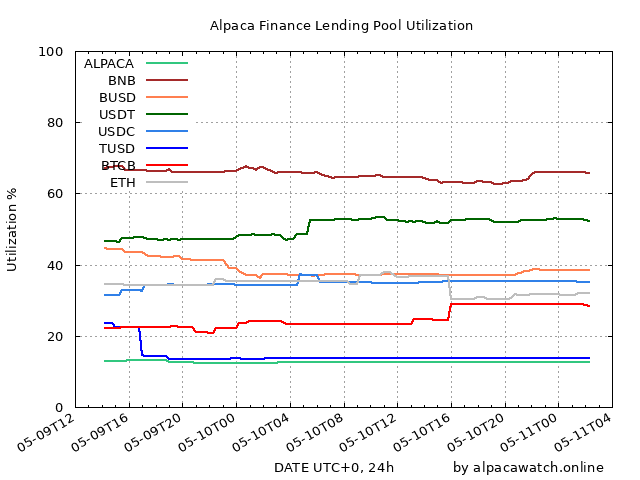 Alpaca Finance Lending Pool Utilization
Utilization %
100
80
60
40
20
0
ALPACA
BNB
BUSD
USDT
USDC
TUSD
BTCB
ETH
05-09T12
05-09T16
05-09T20
05-10T00
05-10T04
05-10T08
05-10T12
05-10T16
05-10T20
05-11T00
05-11T04
DATE UTC+0, 24h
by alpacawatch.online